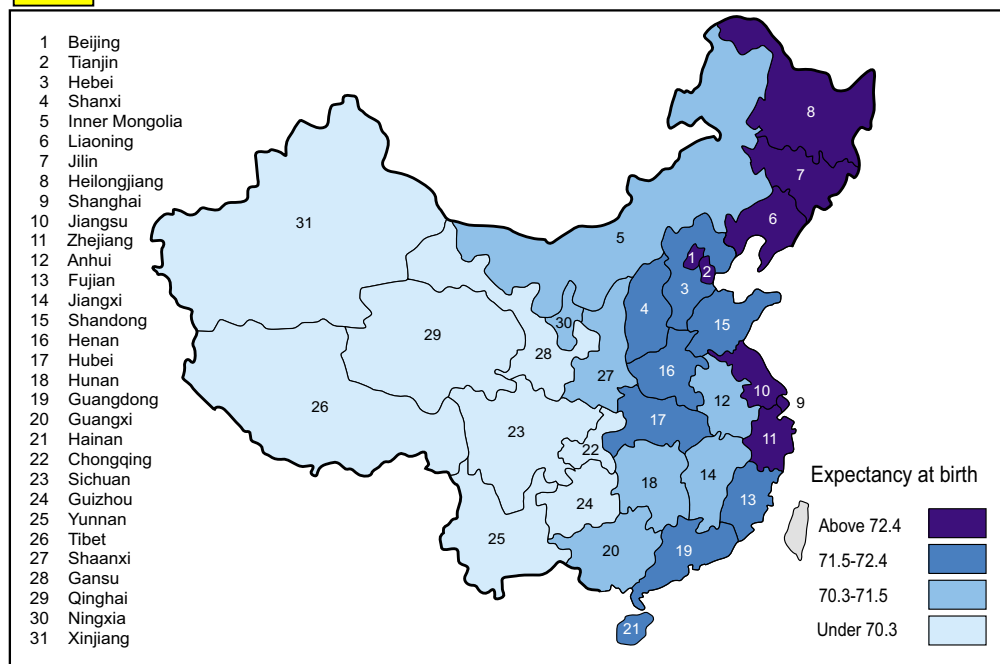 1 Beijing
2 Tianjin
3 Hebei
4 Shanxi
5 Inner Mongolia
6 Liaoning
7 Jilin
8 Heilongjiang
9 Shanghai
10 Jiangsu
11 Zhejiang
12 Anhui
13 Fujian
14 Jiangxi
15 Shandong
16 Henan
17 Hubei
18 Hunan
19 Guangdong
20 Guangxi
21 Hainan
22 Chongqing
23 Sichuan
24 Guizhou
25 Yunnan
26 Tibet
27 Shaanxi
28 Gansu
29 Qinghai
30 Ningxia
31 Xinjiang
8
7
31
6
5
1
2
3
4
30
15
29
28
16
27
10
12
9
26
17
23
11
22
14
18
24
13
25
20
19
21
Expectancy at birth
Above 72.4
71.5-72.4
70.3-71.5
Under 70.3